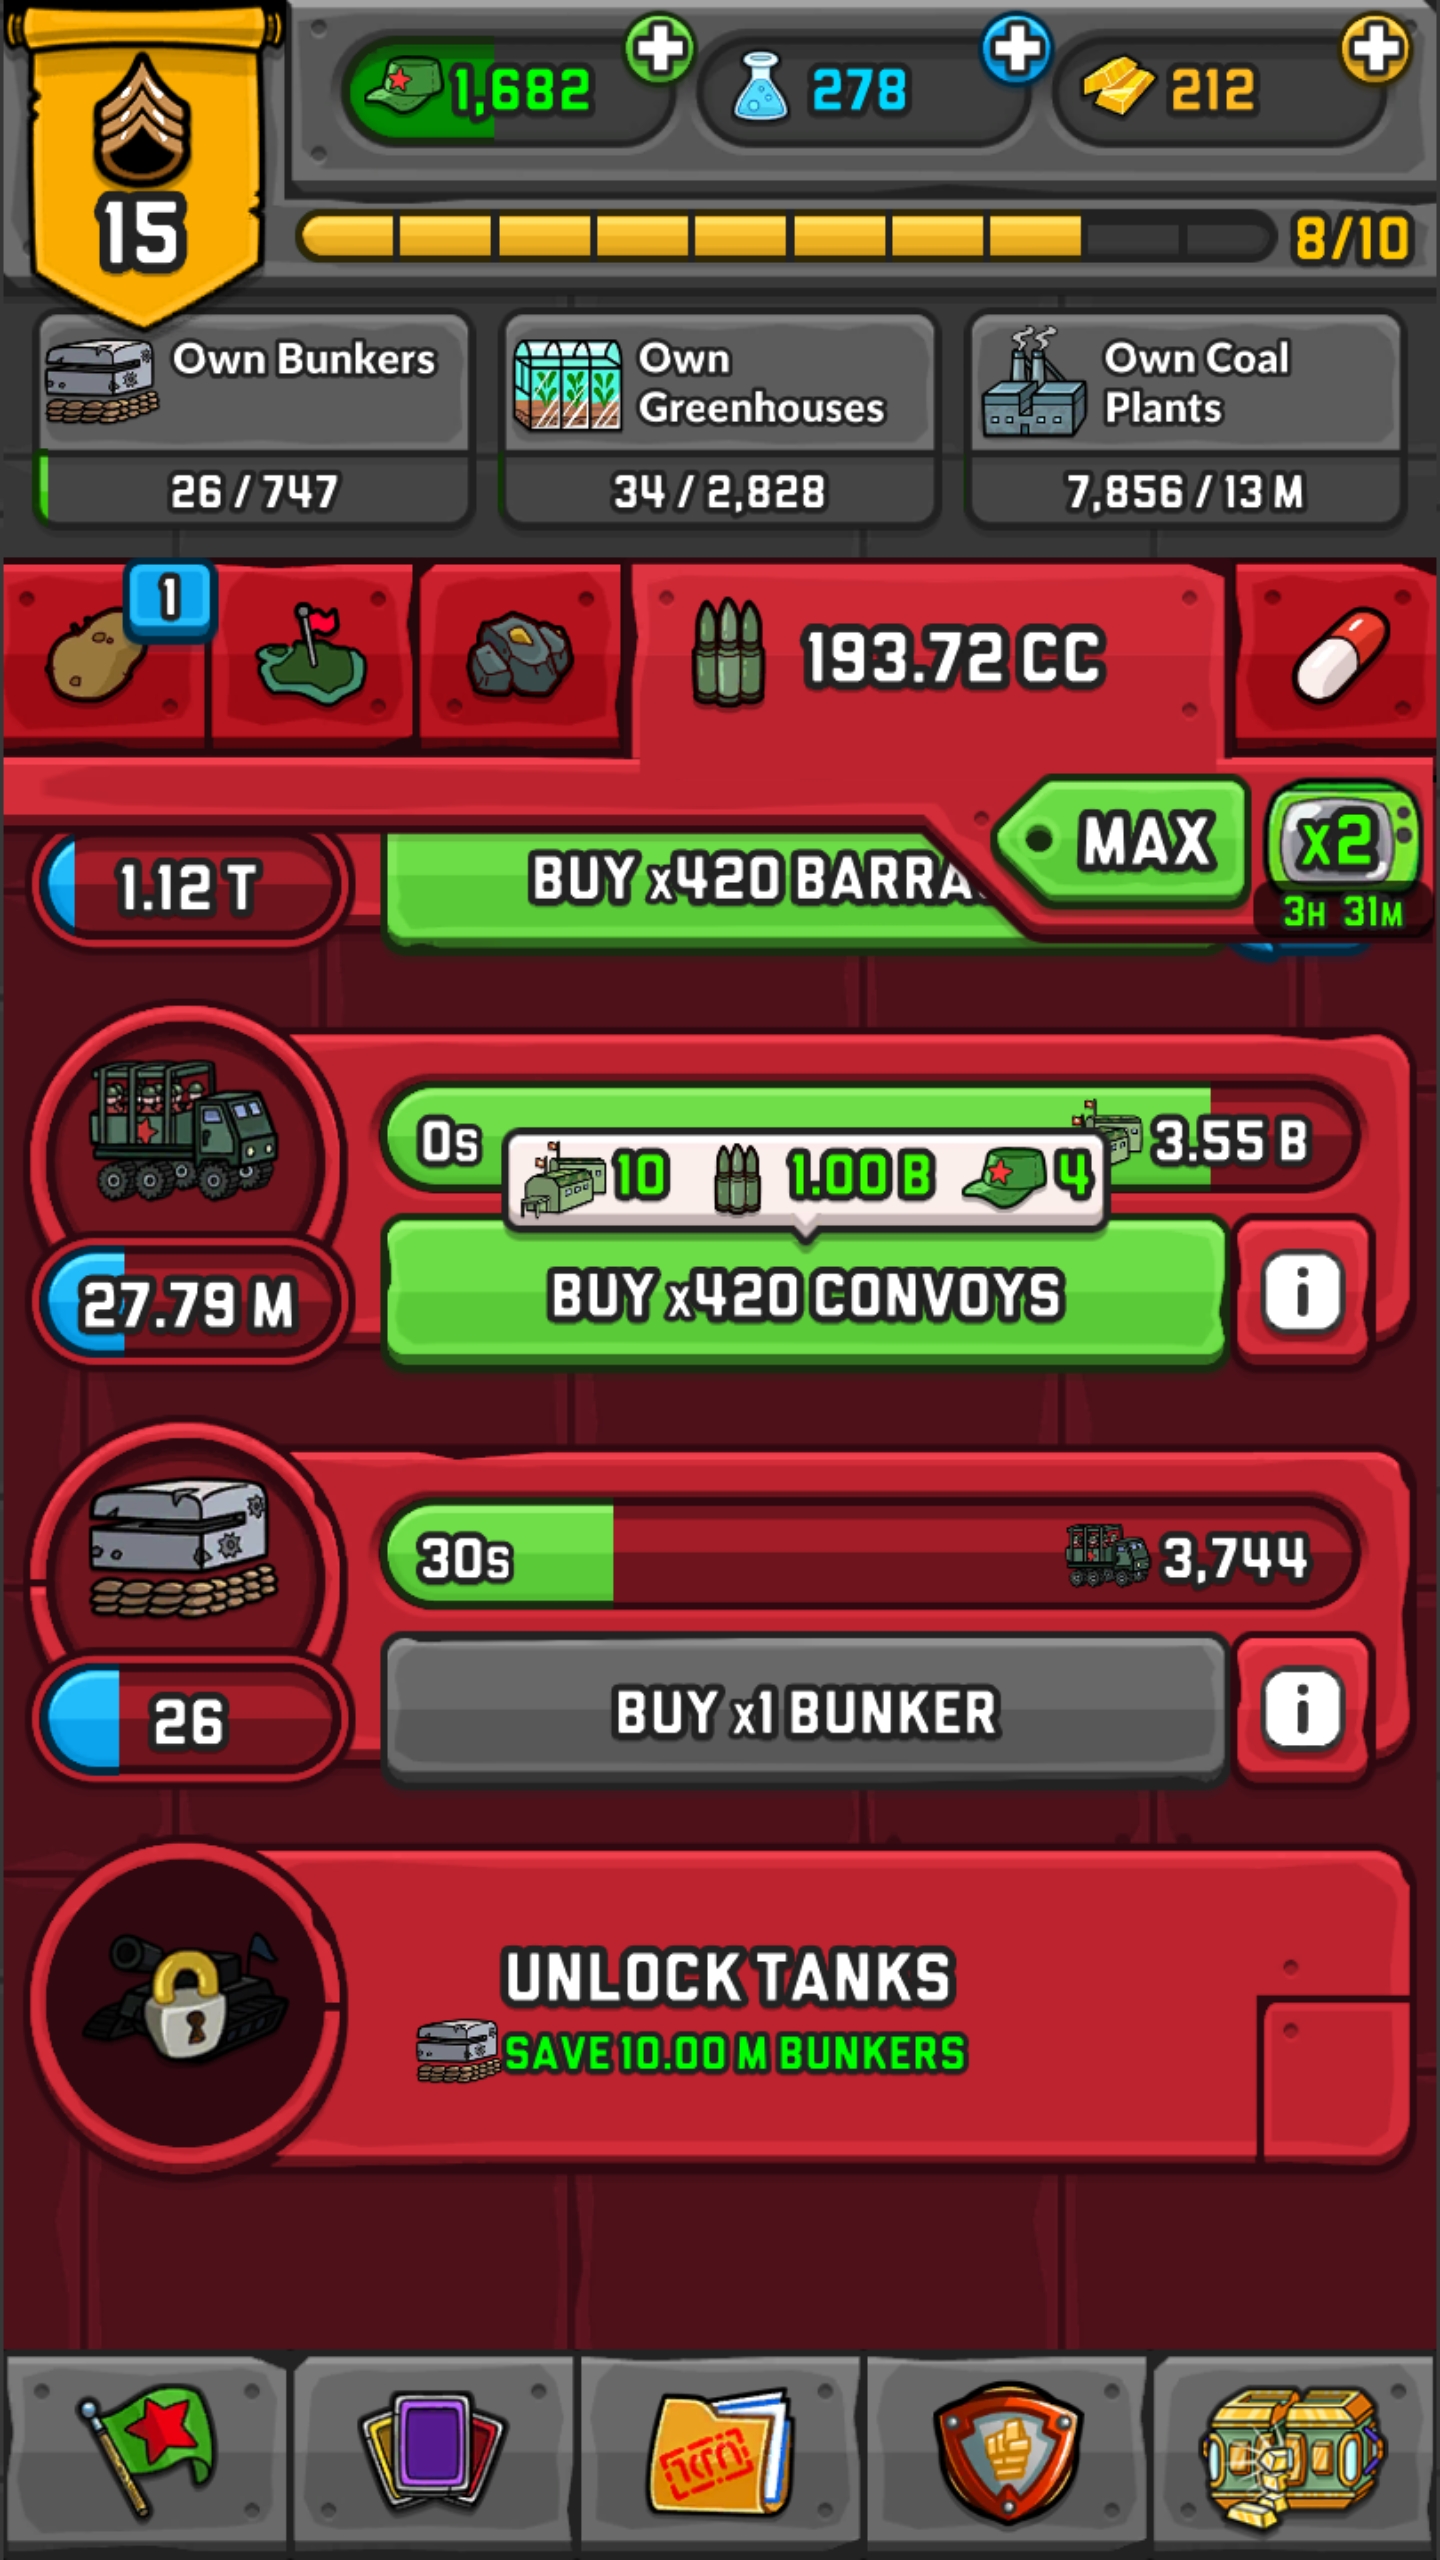 1,682
278
212
15
8/10
Own Bunkers
26 / 747
Own
Greenhouses
34 / 2,828
Own Coal
Plants
7,856 / 13 M
1
193.72 CC
MAX
x2
3H 31M
1.12 T
BUY x420 BARRA
0s
3.55 B
10
1.00 B
4
27.79 M
BUY x420 CONVOYS
i
30s
3,744
26
BUY x1 BUNKER
i
UNLOCK TANKS
SAVE 10.00 M BUNKERS